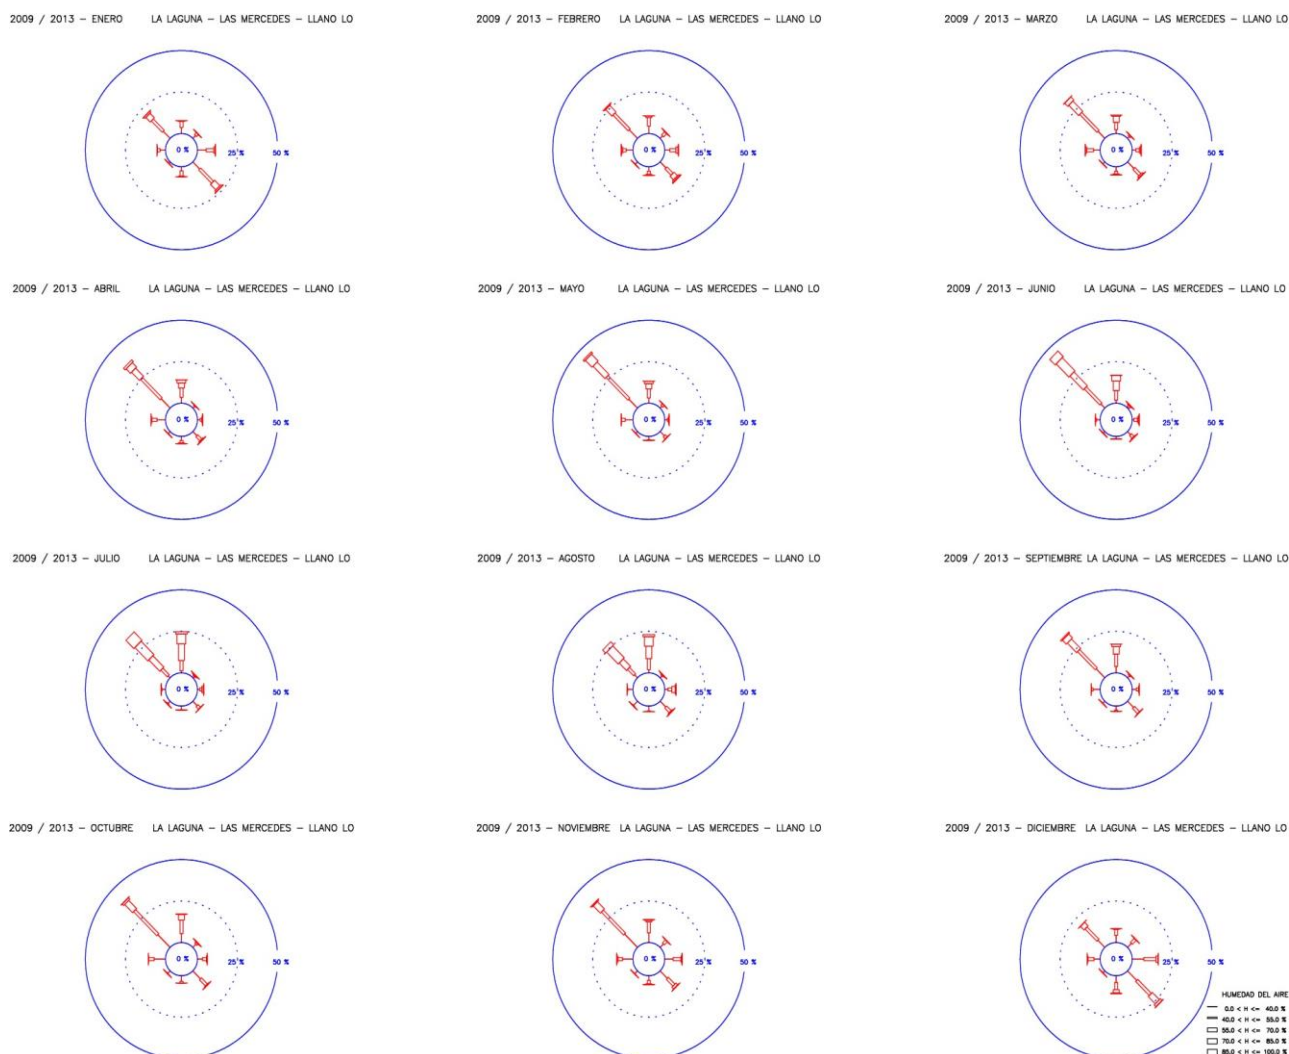 2009 / 2013 – ENERO LA LAGUNA – LAS MERCEDES – LLANO LO
2009 / 2013 – FEBRERO LA LAGUNA – LAS MERCEDES – LLANO LO
2009 / 2013 – MARZO LA LAGUNA – LAS MERCEDES – LLANO LO
0 % 25 % 50 %
0 % 25 % 50 %
0 % 25 % 50 %
2009 / 2013 – ABRIL LA LAGUNA – LAS MERCEDES – LLANO LO
2009 / 2013 – MAYO LA LAGUNA – LAS MERCEDES – LLANO LO
2009 / 2013 – JUNIO LA LAGUNA – LAS MERCEDES – LLANO LO
0 % 25 % 50 %
0 % 25 % 50 %
0 % 25 % 50 %
2009 / 2013 – JULIO LA LAGUNA – LAS MERCEDES – LLANO LO
2009 / 2013 – AGOSTO LA LAGUNA – LAS MERCEDES – LLANO LO
2009 / 2013 – SEPTIEMBRE LA LAGUNA – LAS MERCEDES – LLANO LO
0 % 25 % 50 %
0 % 25 % 50 %
0 % 25 % 50 %
2009 / 2013 – OCTUBRE LA LAGUNA – LAS MERCEDES – LLANO LO
2009 / 2013 – NOVIEMBRE LA LAGUNA – LAS MERCEDES – LLANO LO
2009 / 2013 – DICIEMBRE LA LAGUNA – LAS MERCEDES – LLANO LO
0 % 25 % 50 %
0 % 25 % 50 %
0 % 25 % 50 %
HUMEDAD DEL AIRE
0.0 < H <= 40.0 %
40.0 < H <= 55.0 %
55.0 < H <= 70.0 %
70.0 < H <= 85.0 %
85.0 < H <= 100.0 %